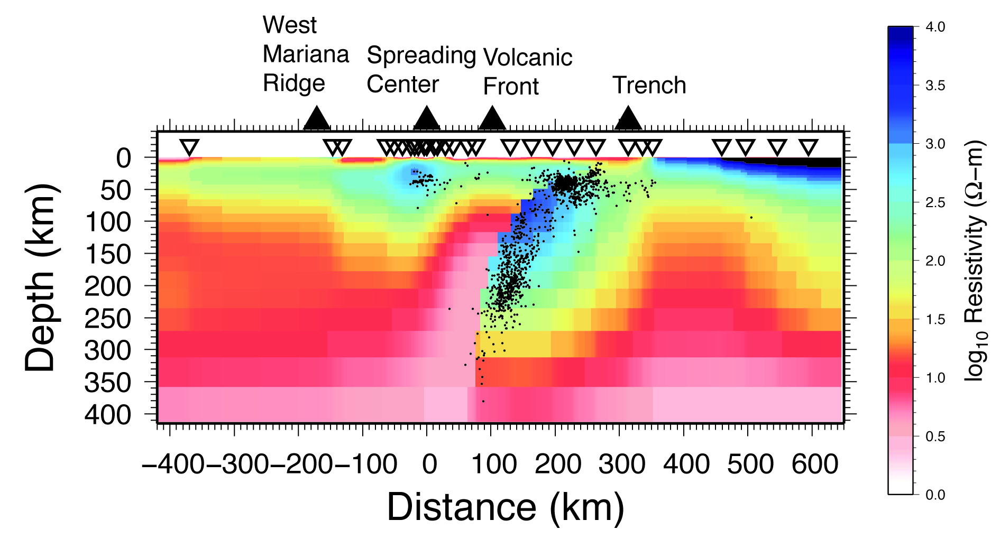 West
Mariana
Ridge
Spreading
Center
Volcanic
Front
Trench
0
50
100
150
200
250
300
350
400
Depth (km)
−400 −300 −200 −100 0 100 200 300 400 500 600
Distance (km)
4.0
3.5
3.0
2.5
2.0
1.5
1.0
0.5
0.0
log10 Resistivity (Ω−m)